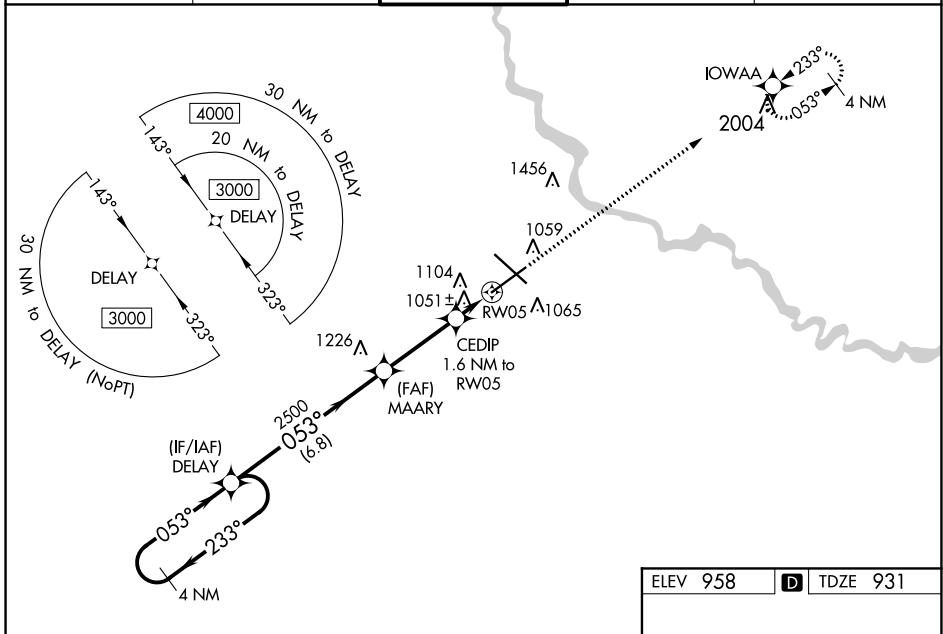 30 NM to DELAY
4000
143°
20 NM to DELAY
3000
DELAY
323°
143°
DELAY
3000
323°
30 NM to DELAY (NoPT)
IOWAA
233°
053°
4 NM
2004
1456
1059
1104
1051±
RW05
1065
CEDIP
1.6 NM to
RW05
1226
(FAF)
MAARY
2500
053°
(6.8)
(IF/IAF)
DELAY
053°
233°
4 NM
ELEV 958 D TDZE 931